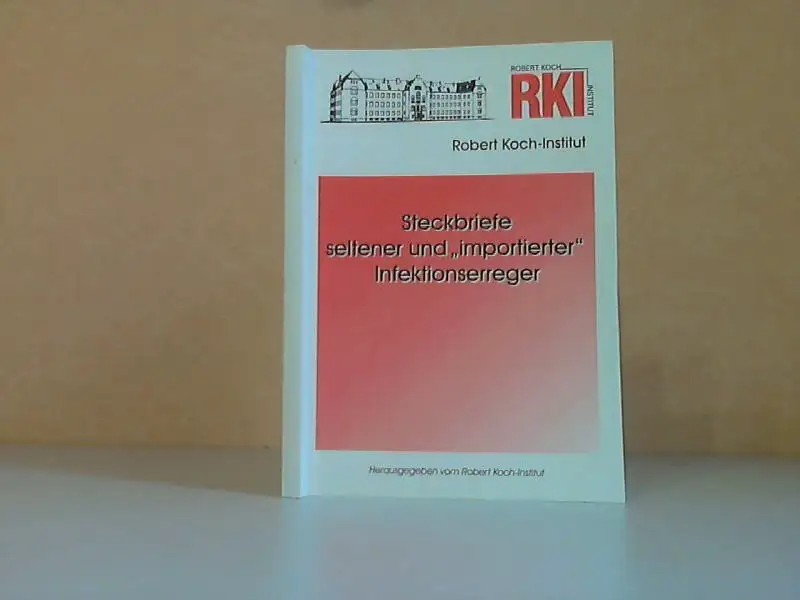 ROBERT KOCH
RKI
INSTITUT
Robert Koch-Institut
Steckbriefe
seltener und „importierter“
Infektionserreger
Herausgegeben vom Robert Koch-Institut